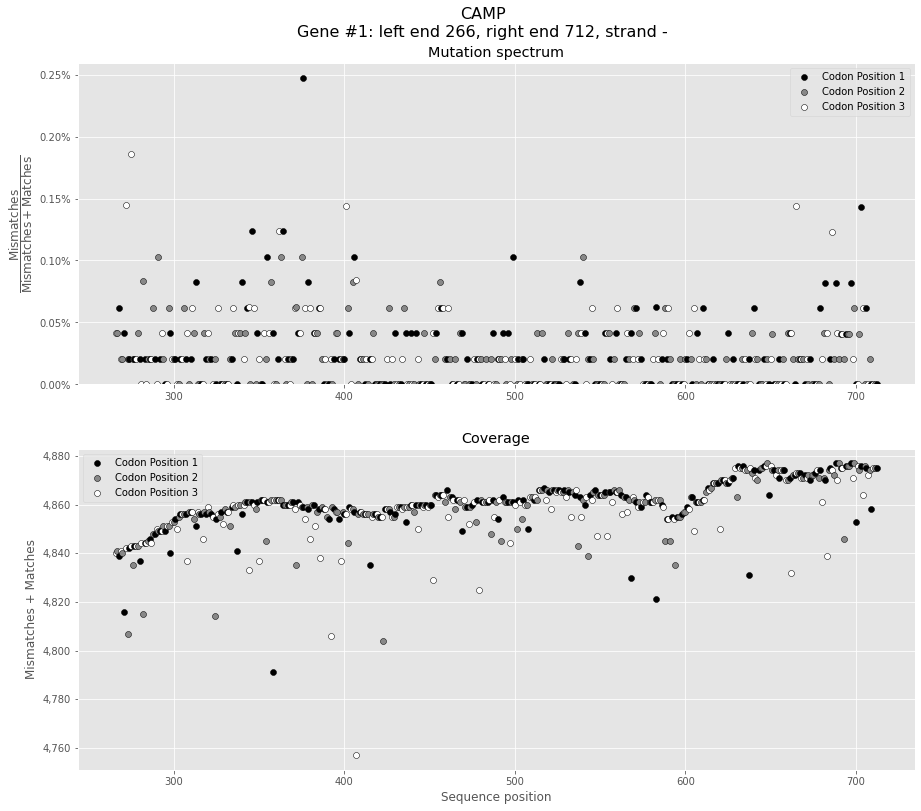 CAMP
Gene #1: left end 266, right end 712, strand -
Mutation spectrum
0.25%
0.20%
0.15%
0.10%
0.05%
0.00%
Mismatches
Mismatches + Matches
Codon Position 1
Codon Position 2
Codon Position 3
300
400
500
600
700
Coverage
4,880
4,860
4,840
4,820
4,800
4,780
4,760
Mismatches + Matches
Codon Position 1
Codon Position 2
Codon Position 3
300
400
500
600
700
Sequence position